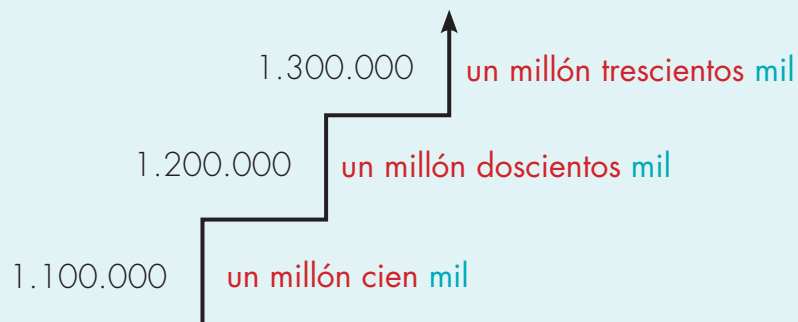 1.300.000 un millón trescientos mil
1.200.000 un millón doscientos mil
1.100.000 un millón cien mil